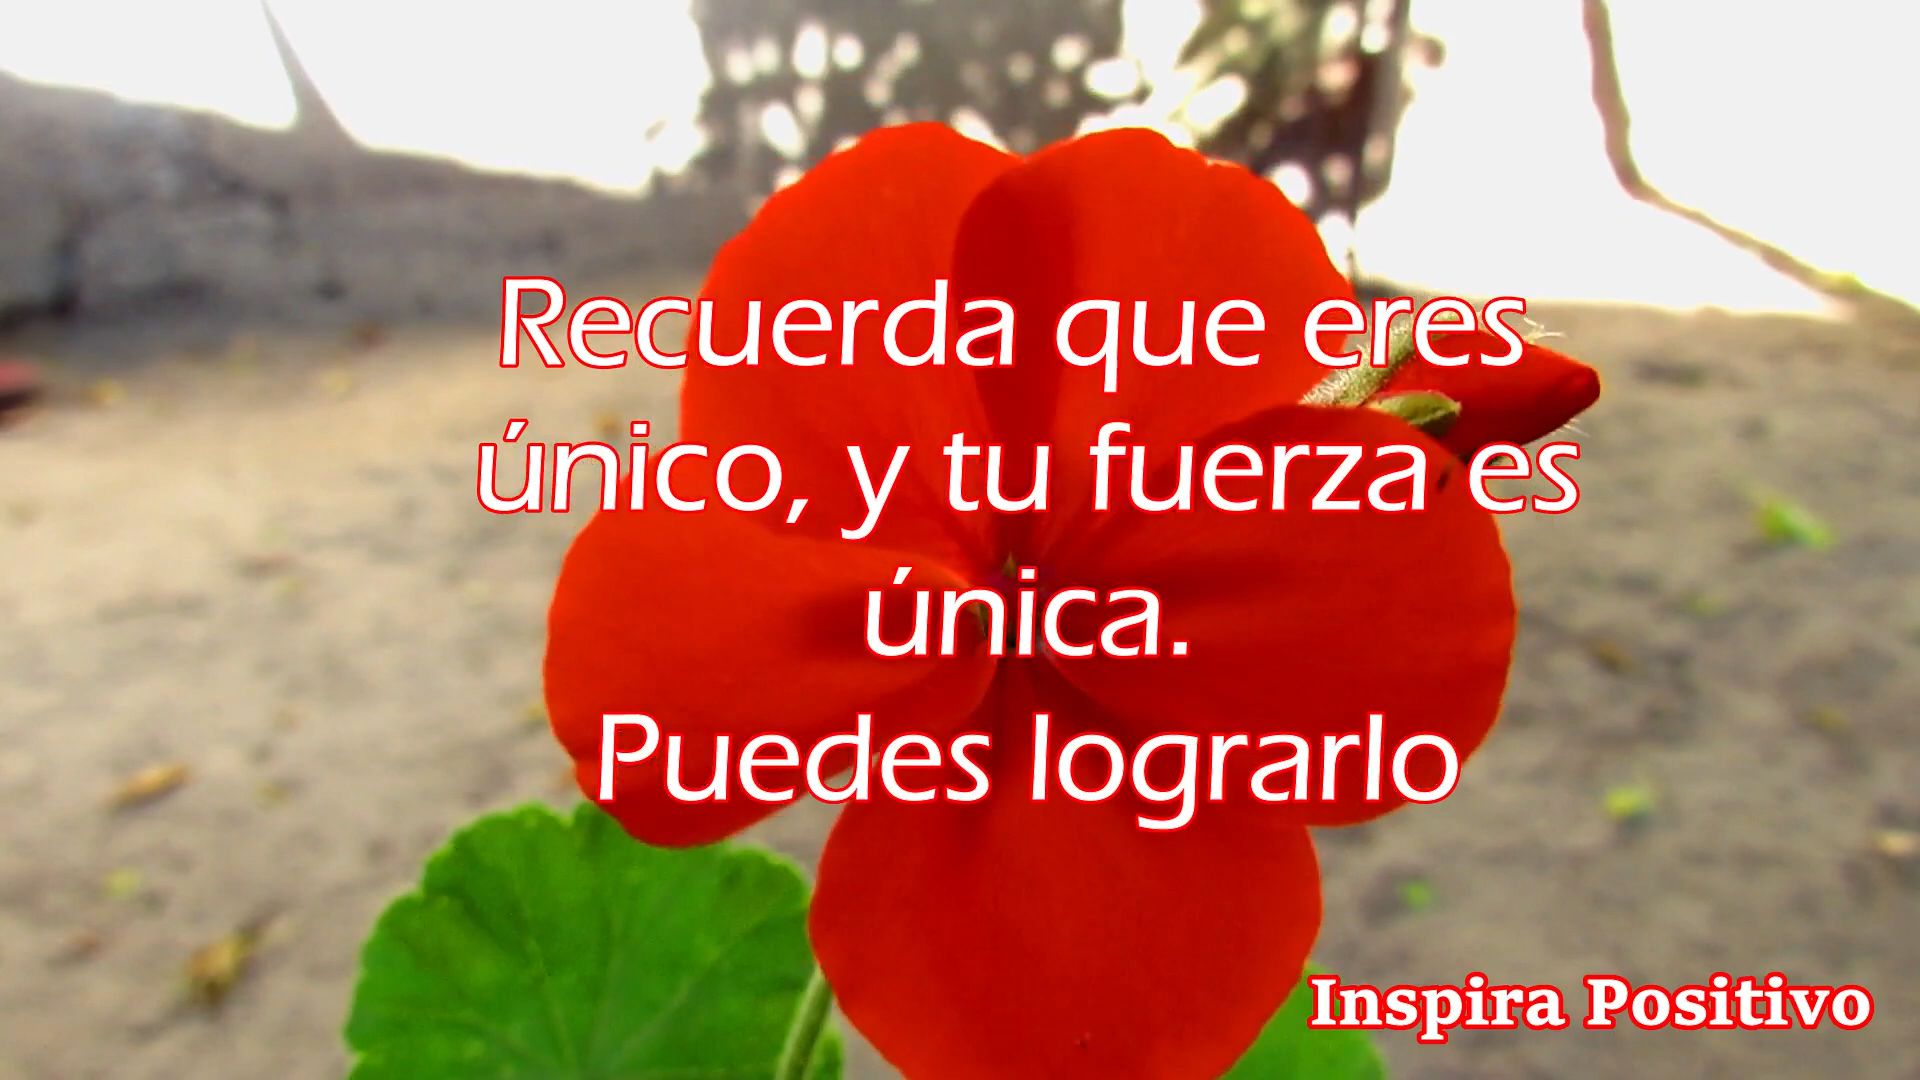 Recuerda que eres
único, y tu fuerza es
única.
Puedes lograrlo
Inspira Positivo